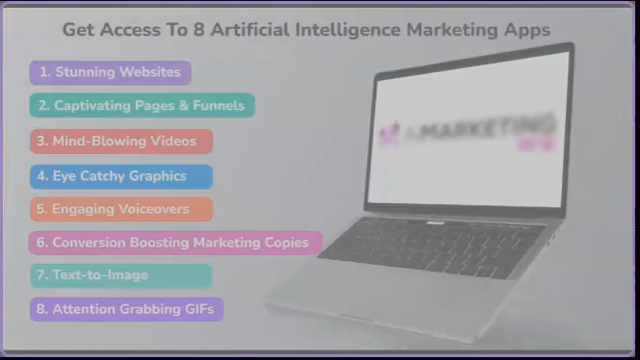 Get Access To 8 Artificial Intelligence Marketing Apps
1. Stunning Websites
2. Captivating Pages & Funnels
3. Mind-Blowing Videos
4. Eye Catchy Graphics
5. Engaging Voiceovers
6. Conversion Boosting Marketing Copies
7. Text-to-Image
8. Attention Grabbing GIFs
MARKETING